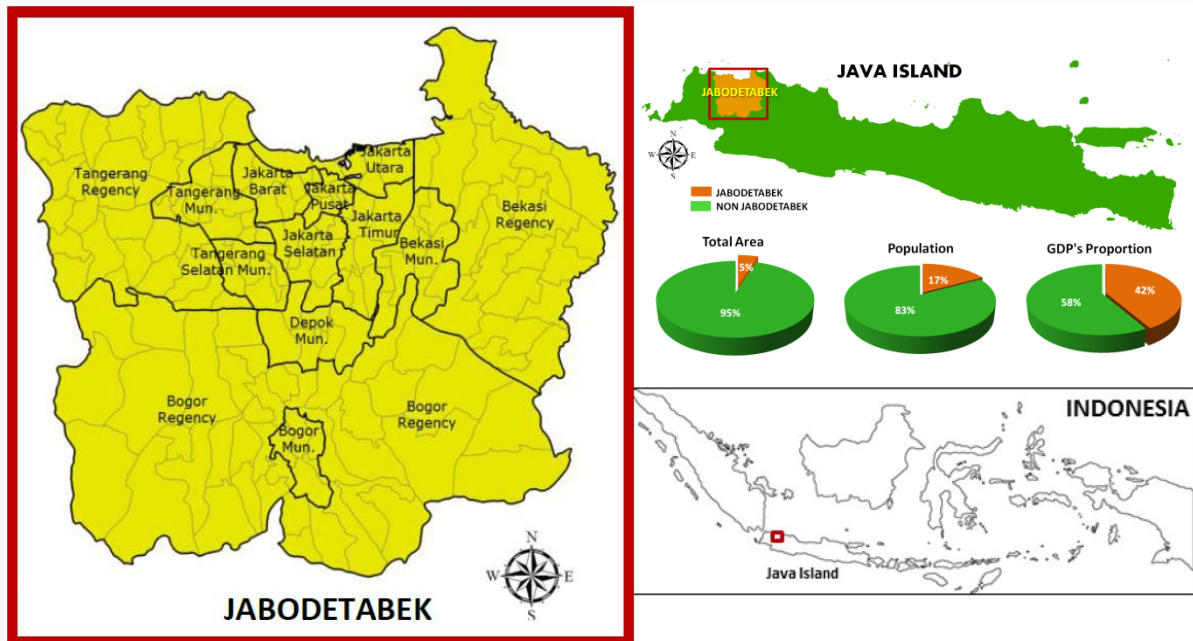 Tangerang
Regency
Tangerang
Mun.
Jakarta
Barat
Jakarta
Pusat
Jakarta
Utara
Jakarta
Timur
Jakarta
Selatan
Bekasi
Mun.
Bekasi
Regency
Tangerang
Selatan Mun.
Depok
Mun.
Bogor
Regency
Bogor
Mun.
Bogor
Regency
N
W
E
S
JABODETABEK
JAVA ISLAND
JABODETABEK
N
W
E
S
JABODETABEK
NON JABODETABEK
Total Area
5%
95%
Population
17%
83%
GDP's Proportion
42%
58%
INDONESIA
Java Island